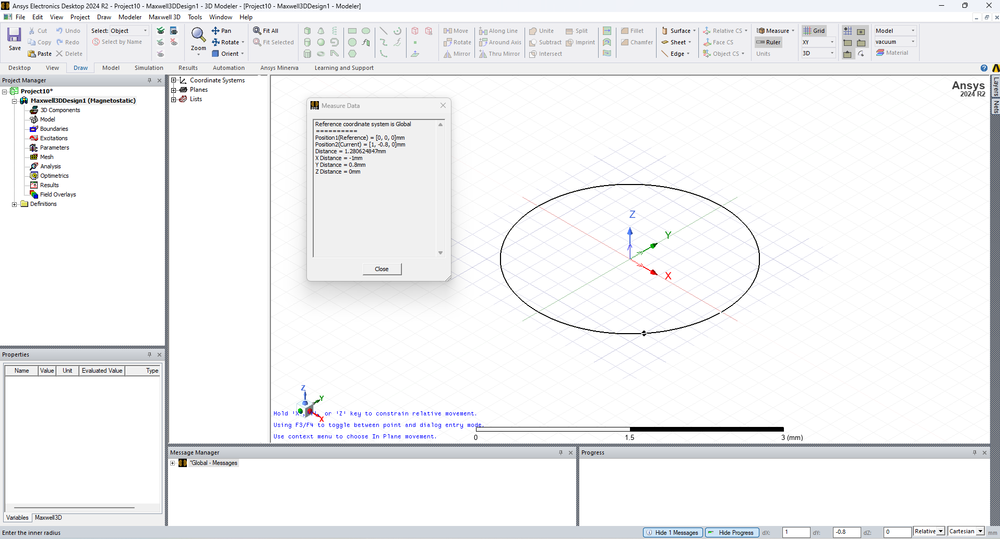 Ansys Electronics Desktop 2024 R2 - Project10 - Maxwell3DDesign1 - 3D Modeler - [Project10 - Maxwell3DDesign1 - Modeler]
File Edit View Project Draw Modeler Maxwell 3D Tools Window Help
Save
Cut
Copy
Paste
Undo
Redo
Delete
Select: Object
Select by Name
Zoom
Pan
Rotate
Orient
Fit All
Fit Selected
Move
Rotate
Mirror
Along Line
Around Axis
Thru Mirror
Unite
Subtract
Intersect
Split
Imprint
Fillet
Chamfer
Surface
Sheet
Edge
Relative CS
Face CS
Object CS
Measure
Ruler
Units
Grid
XY
3D
Model
vacuum
Material
Desktop View Draw Model Simulation Results Automation Ansys Minerva Learning and Support
Project Manager
Project10*
Maxwell3DDesign1 (Magnetostatic)
3D Components
Model
Boundaries
Excitations
Parameters
Mesh
Analysis
Optimetrics
Results
Field Overlays
Definitions
Coordinate Systems
Planes
Lists
Ansys
2024 R2
Layers
Nets
Measure Data
Reference coordinate system is Global
==========
Position1(Reference) = [0, 0, 0]mm
Position2(Current) = [1, -0.8, 0]mm
Distance = 1.280624847mm
X Distance = -1mm
Y Distance = 0.8mm
Z Distance = 0mm
Close
Z
Y
X
Properties
Name Value Unit Evaluated Value Type
Variables Maxwell3D
Z
Y
X
Hold 'X', 'Y', or 'Z' key to constrain relative movement.
Using F3/F4 to toggle between point and dialog entry mode.
Use context menu to choose In Plane movement.
0 1.5 3 (mm)
Message Manager
*Global - Messages
Progress
Enter the inner radius
Hide 1 Messages
Hide Progress
dX: 1 dY: -0.8 dZ: 0 Relative Cartesian mm